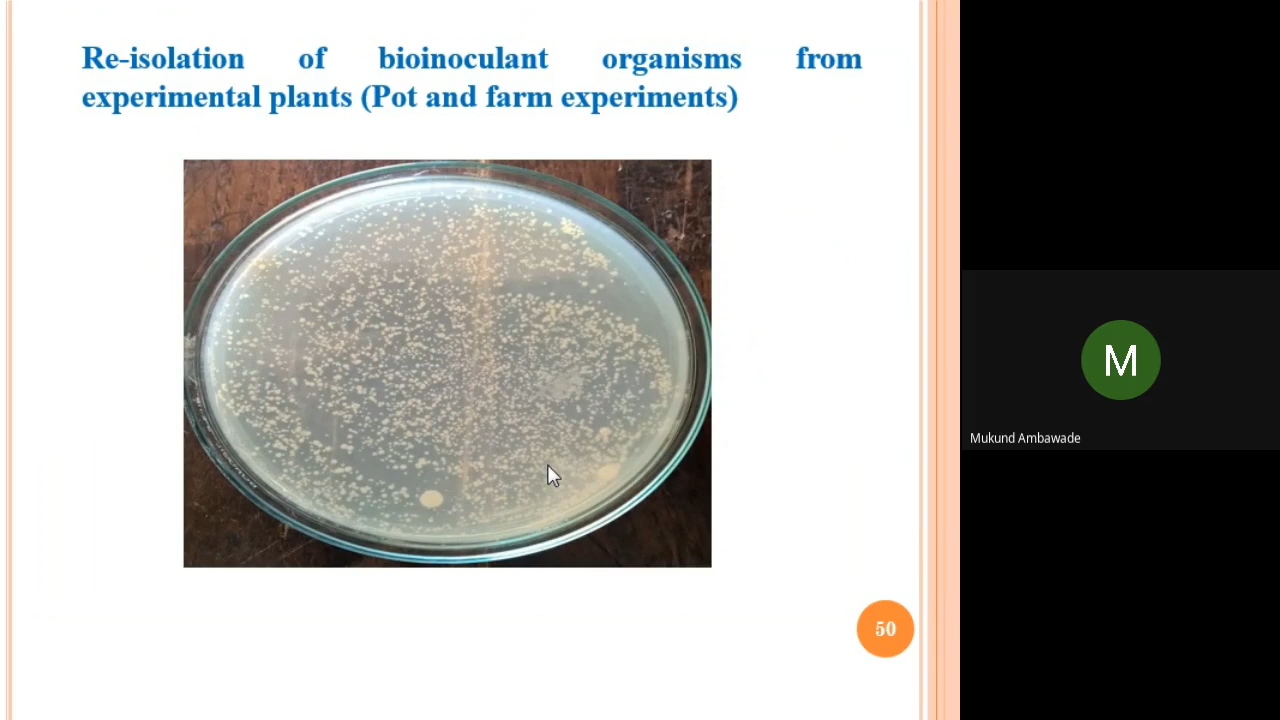 Re-isolation of bioinoculant organisms from
experimental plants (Pot and farm experiments)
50
M
Mukund Ambawade